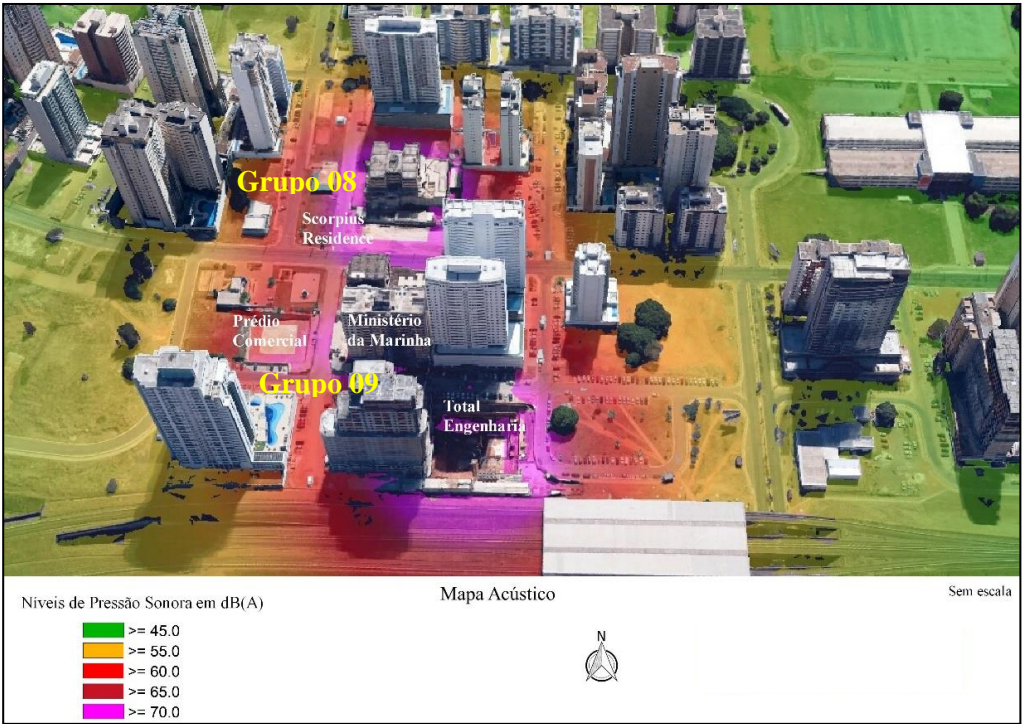 Grupo 08
Scorpius
Residence
Prédio
Comercial
Ministério
da Marinha
Grupo 09
Total
Engenharia
Níveis de Pressão Sonora em dB(A)
>= 45.0
>= 55.0
>= 60.0
>= 65.0
>= 70.0
Mapa Acústico
N
Sem escala